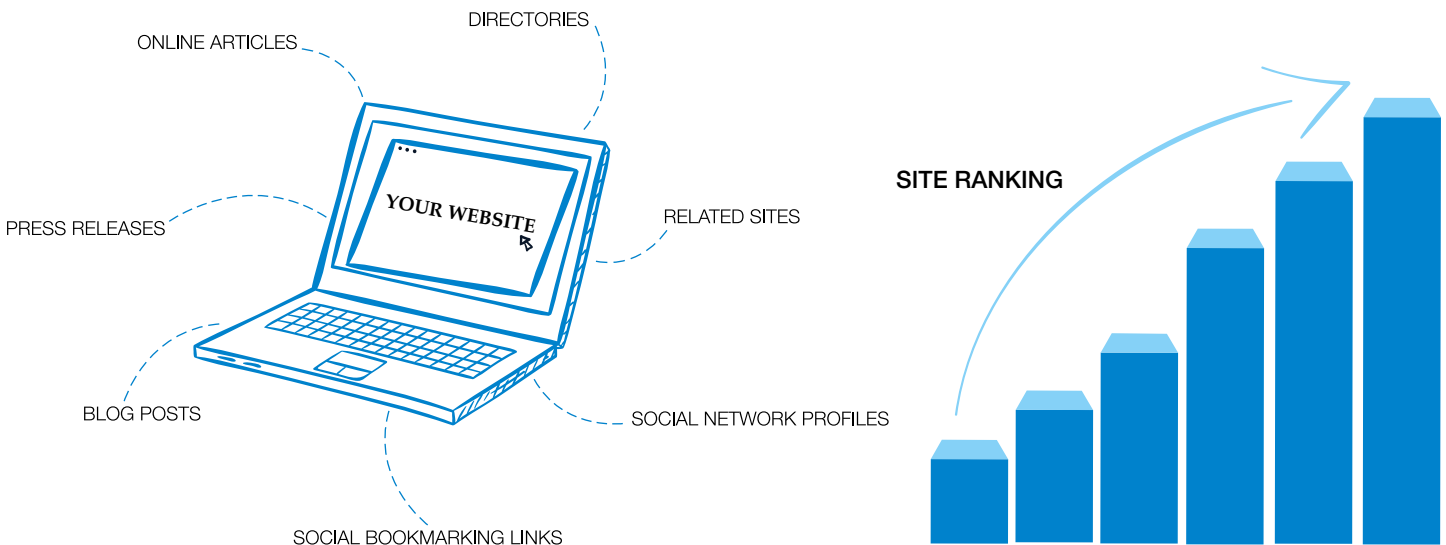 DIRECTORIES
ONLINE ARTICLES
SITE RANKING
YOUR WEBSITE
RELATED SITES
PRESS RELEASES
BLOG POSTS
SOCIAL NETWORK PROFILES
SOCIAL BOOKMARKING LINKS